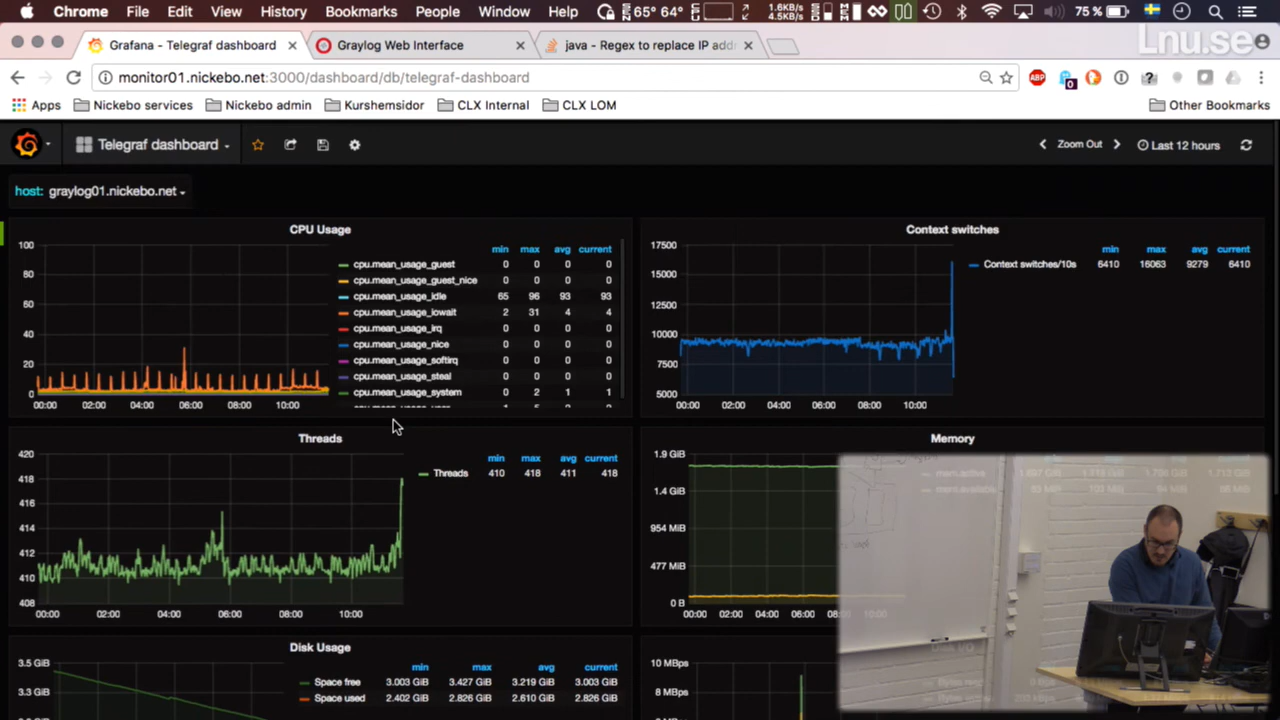 Chrome File Edit View History Bookmarks People Window Help 65° 64° 1.6KB/s 4.5KB/s 75 %
Grafana - Telegraf dashboard Graylog Web Interface java - Regex to replace IP add
Lnu.se
monitor01.nickebo.net:3000/dashboard/db/telegraf-dashboard ABP 0
Apps Nickebo services Nickebo admin Kurshemsidor CLX Internal CLX LOM Other Bookmarks
Telegraf dashboard Zoom Out Last 12 hours
host: graylog01.nickebo.net
CPU Usage
min max avg current
cpu.mean_usage_guest 0 0 0 0
cpu.mean_usage_guest_nice 0 0 0 0
cpu.mean_usage_idle 65 96 93 93
cpu.mean_usage_iowait 2 31 4 4
cpu.mean_usage_irq 0 0 0 0
cpu.mean_usage_nice 0 0 0 0
cpu.mean_usage_softirq 0 0 0 0
cpu.mean_usage_steal 0 0 0 0
cpu.mean_usage_system 0 2 1 1
100
80
60
40
20
0
00:00 02:00 04:00 06:00 08:00 10:00
Context switches
min max avg current
Context switches/10s 6410 16063 9279 6410
17500
15000
12500
10000
7500
5000
00:00 02:00 04:00 06:00 08:00 10:00
Threads
min max avg current
Threads 410 418 411 418
420
418
416
414
412
410
408
00:00 02:00 04:00 06:00 08:00 10:00
Memory
1.9 GiB
1.4 GiB
954 MiB
477 MiB
0 B
00:00 02:00 04:00 06:00 08:00 10:00
Disk Usage
min max avg current
Space free 3.003 GiB 3.427 GiB 3.219 GiB 3.003 GiB
Space used 2.402 GiB 2.826 GiB 2.610 GiB 2.826 GiB
3.5 GiB
3.3 GiB
Disk I/O
10 MBps
8 MBps